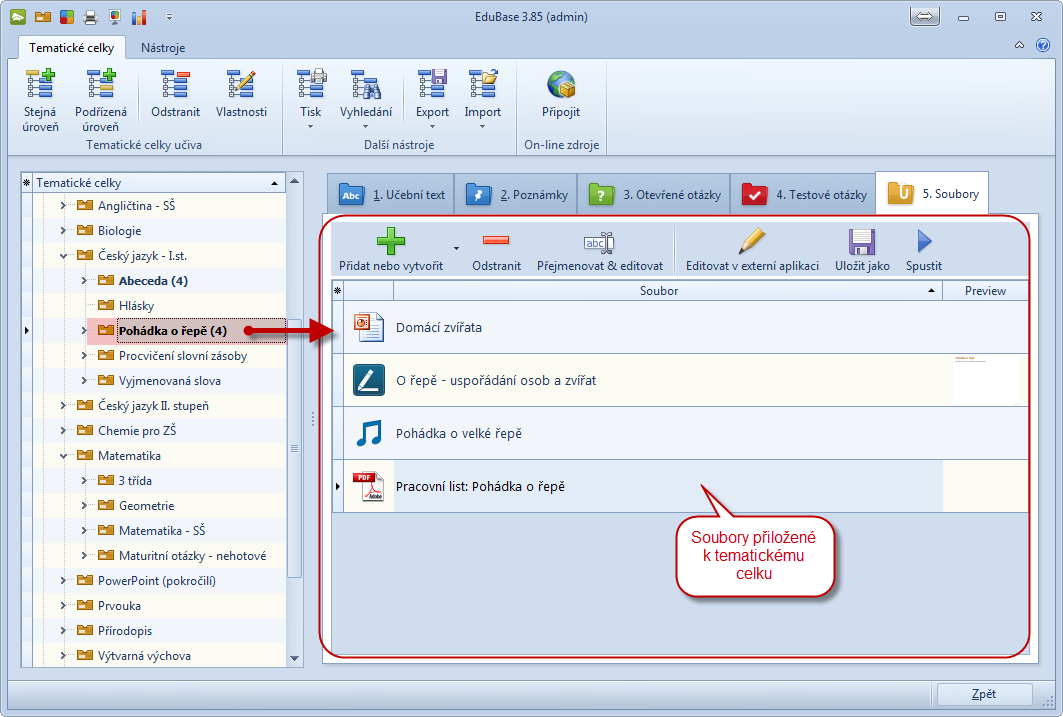 EduBase 3.85 (admin)
Tematické celky
Nástroje
Stejná
úroveň
Podřízená
úroveň
Odstranit
Vlastnosti
Tisk
Vyhledání
Export
Import
Připojit
Tematické celky učiva
Další nástroje
On-line zdroje
Tematické celky
Angličtina - SŠ
Biologie
Český jazyk - I.st.
Abeceda (4)
Hlásky
Pohádka o řepě (4)
Procvičení slovní zásoby
Vyjmenovaná slova
Český jazyk II. stupeň
Chemie pro ZŠ
Matematika
3 třída
Geometrie
Matematika - SŠ
Maturitní otázky - nehotové
PowerPoint (pokročilí)
Prvouka
Přírodopis
Výtvarná výchova
Abc
1. Učební text
2. Poznámky
?
3. Otevřené otázky
4. Testové otázky
5. Soubory
Přidat nebo vytvořit
Odstranit
abc
Přejmenovat & editovat
Editovat v externí aplikaci
Uložit jako
Spustit
Soubor
Preview
Domácí zvířata
O řepě - uspořádání osob a zvířat
Pohádka o velké řepě
PDF
Adobe
Pracovní list: Pohádka o řepě
Soubory přiložené
k tematickému
celku
Zpět